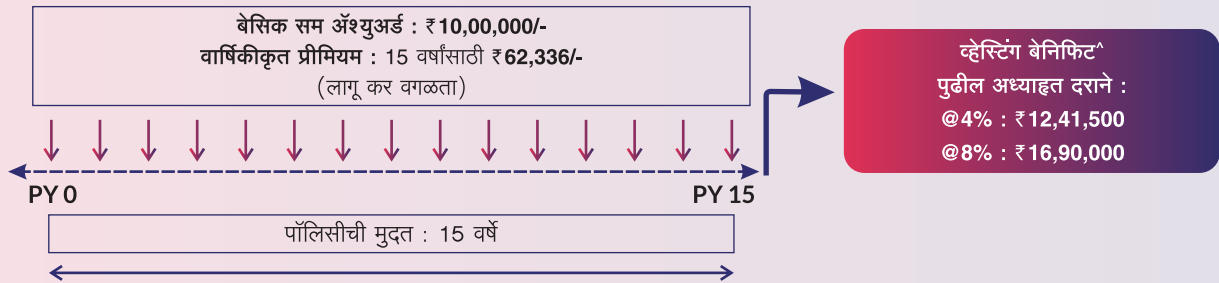 बेसिक सम ॲश्युअर्ड : ₹10,00,000/-
वार्षिकीकृत प्रीमियम : 15 वर्षांसाठी ₹62,336/-
(लागू कर वगळता)
व्हेस्टिंग बेनिफिट^
पुढील अध्याहृत दराने :
@4% : ₹12,41,500
@8% : ₹16,90,000
PY 0
PY 15
पॉलिसीची मुदत : 15 वर्षे